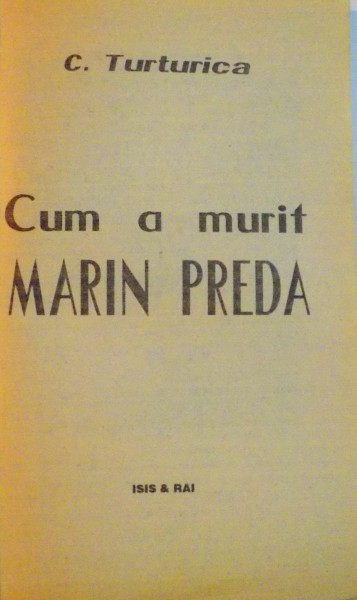 C. Turturica
Cum a murit
MARIN PREDA
ISIS & RAI